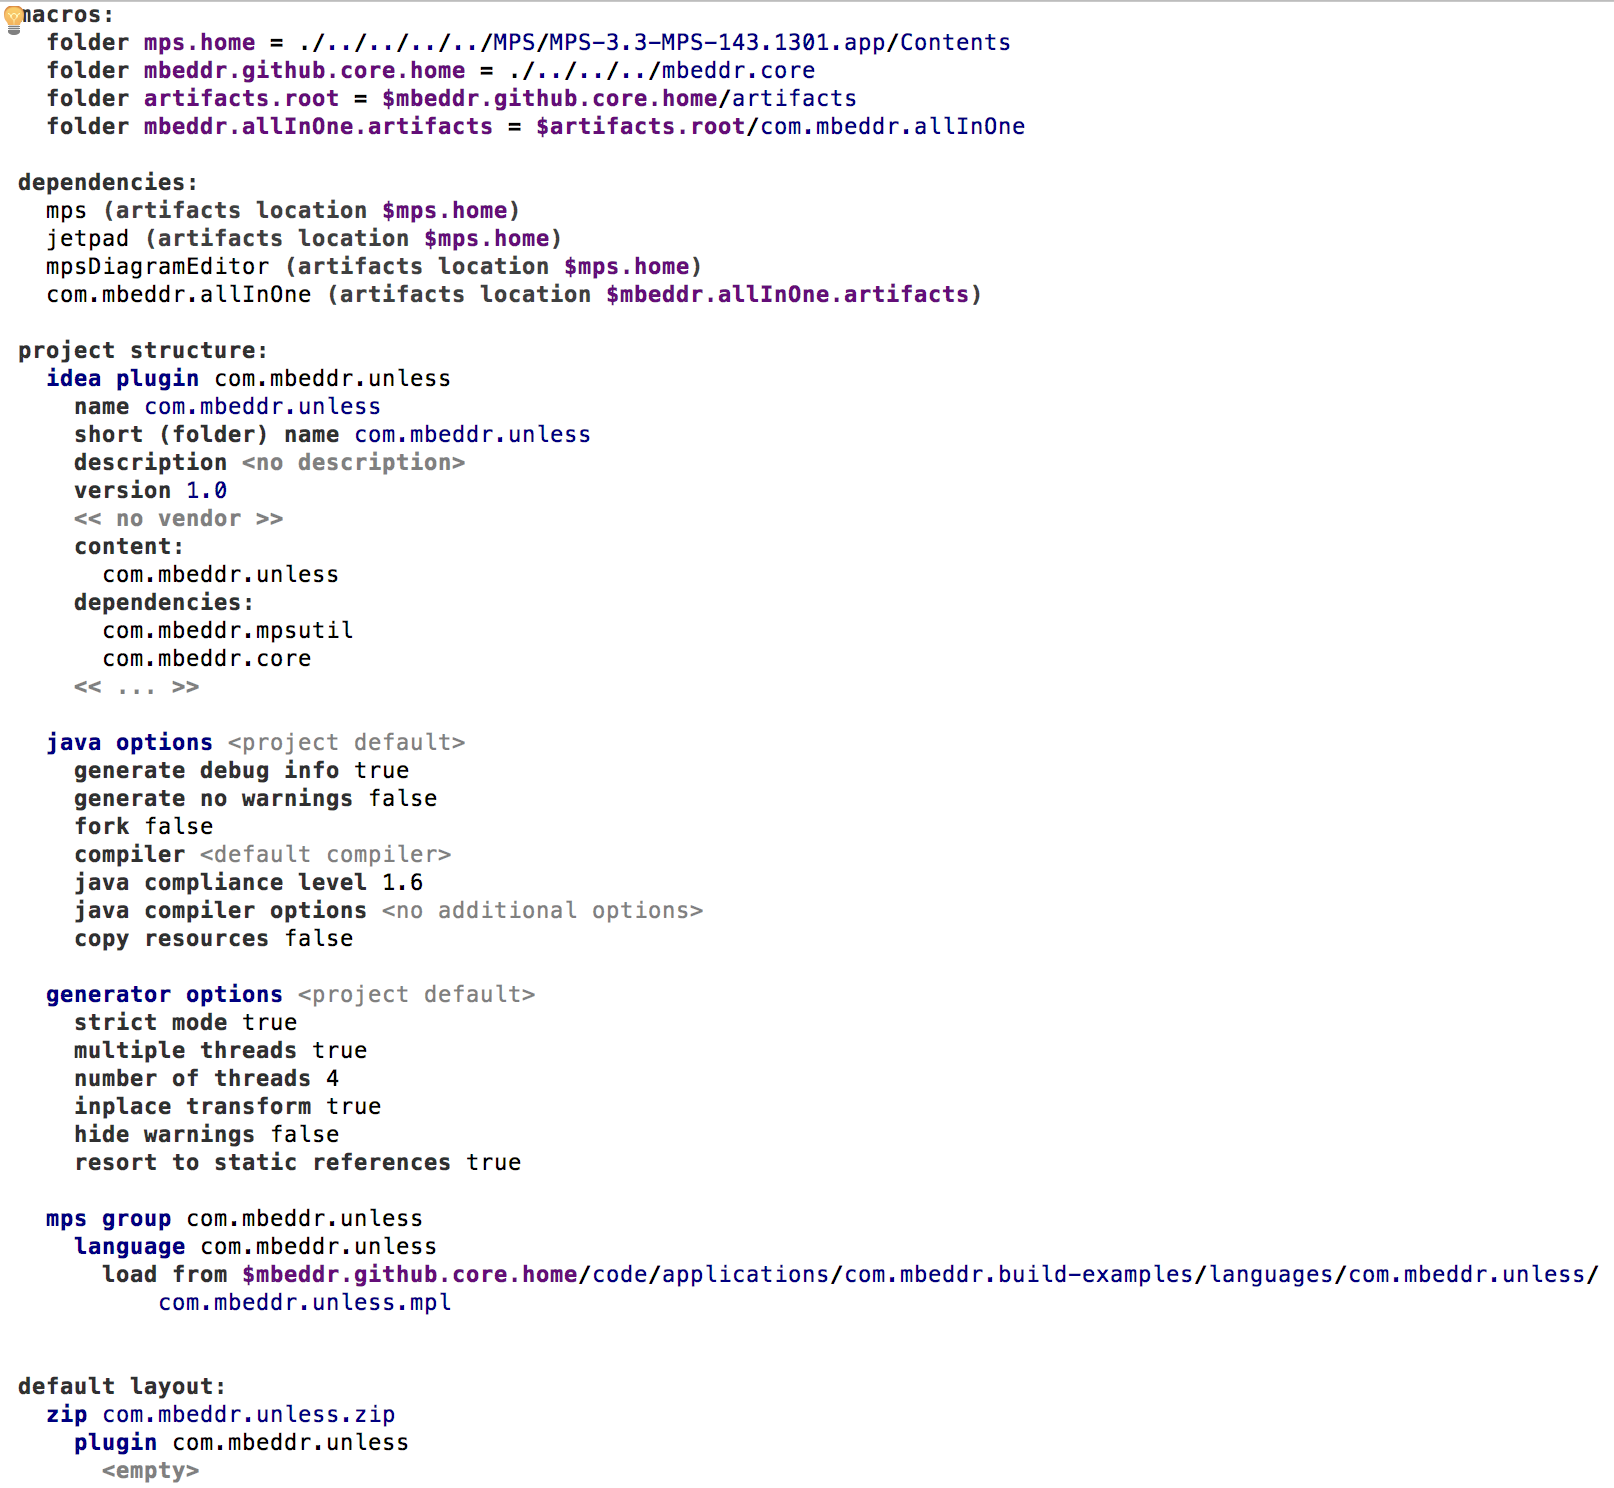 macros:
folder mps.home = ./../../../../MPS/MPS-3.3-MPS-143.1301.app/Contents
folder mbeddr.github.core.home = ./../../../mbeddr.core
folder artifacts.root = $mbeddr.github.core.home/artifacts
folder mbeddr.allInOne.artifacts = $artifacts.root/com.mbeddr.allInOne
dependencies:
mps (artifacts location $mps.home)
jetpad (artifacts location $mps.home)
mpsDiagramEditor (artifacts location $mps.home)
com.mbeddr.allInOne (artifacts location $mbeddr.allInOne.artifacts)
project structure:
idea plugin com.mbeddr.unless
name com.mbeddr.unless
short (folder) name com.mbeddr.unless
description <no description>
version 1.0
<< no vendor >>
content:
com.mbeddr.unless
dependencies:
com.mbeddr.mpsutil
com.mbeddr.core
<< ... >>
java options <project default>
generate debug info true
generate no warnings false
fork false
compiler <default compiler>
java compliance level 1.6
java compiler options <no additional options>
copy resources false
generator options <project default>
strict mode true
multiple threads true
number of threads 4
inplace transform true
hide warnings false
resort to static references true
mps group com.mbeddr.unless
language com.mbeddr.unless
load from $mbeddr.github.core.home/code/applications/com.mbeddr.build-examples/languages/com.mbeddr.unless/
com.mbeddr.unless.mpl
default layout:
zip com.mbeddr.unless.zip
plugin com.mbeddr.unless
<empty>